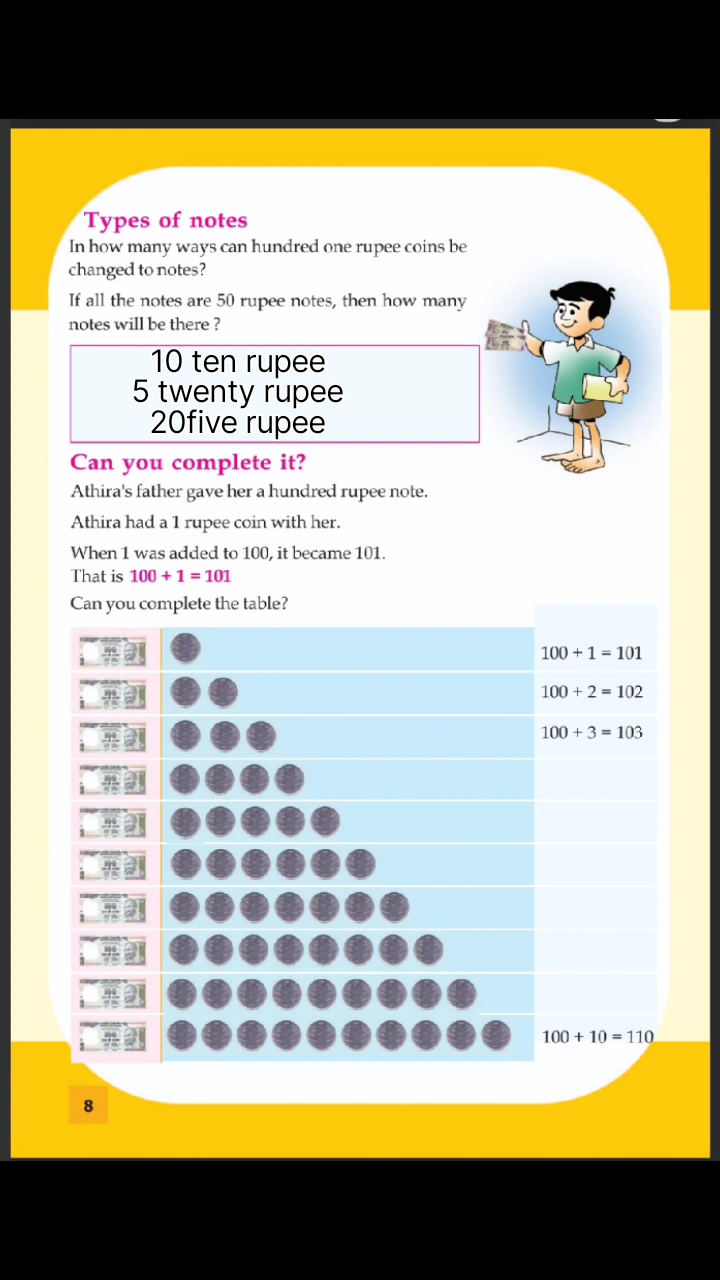 Types of notes
In how many ways can hundred one rupee coins be
changed to notes?
If all the notes are 50 rupee notes, then how many
notes will be there ?
10 ten rupee
5 twenty rupee
20five rupee
Can you complete it?
Athira's father gave her a hundred rupee note.
Athira had a 1 rupee coin with her.
When 1 was added to 100, it became 101.
That is 100 + 1 = 101
Can you complete the table?
100 + 1 = 101
100 + 2 = 102
100 + 3 = 103
100 + 10 = 110
8